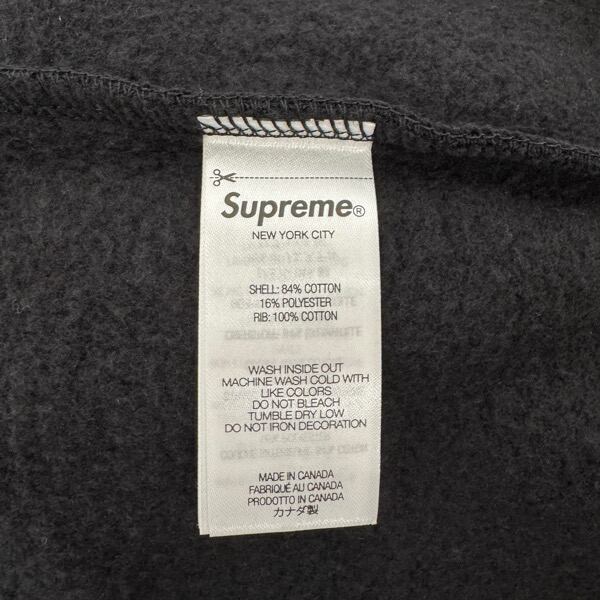 Supreme®
NEW YORK CITY
SHELL: 84% COTTON
16% POLYESTER
RIB: 100% COTTON
WASH INSIDE OUT
MACHINE WASH COLD WITH
LIKE COLORS
DO NOT BLEACH
TUMBLE DRY LOW
DO NOT IRON DECORATION
MADE IN CANADA
FABRIQUÉ AU CANADA
PRODOTTO IN CANADA
カナダ製